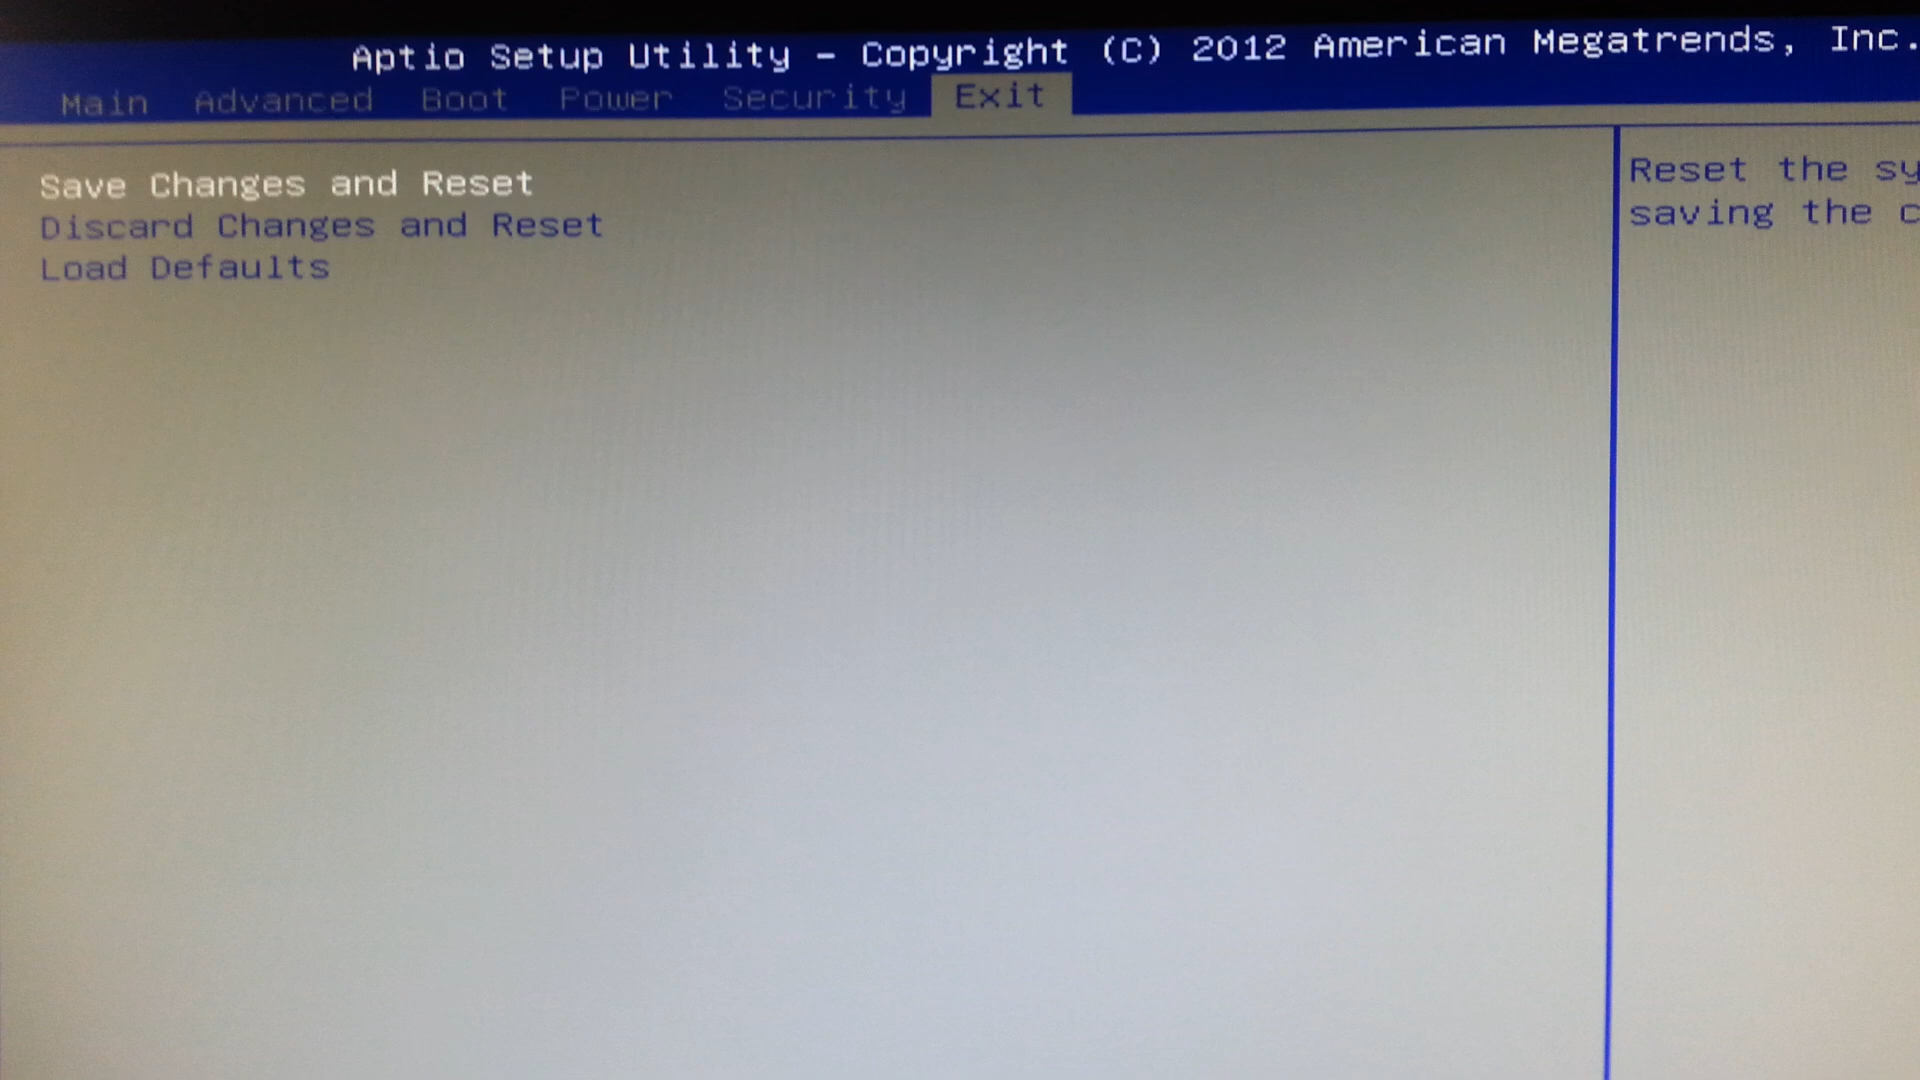 Aptio Setup Utility - Copyright (C) 2012 American Megatrends, Inc.
Main Advanced Boot Power Security Exit
Save Changes and Reset
Discard Changes and Reset
Load Defaults
Reset the sy
saving the c